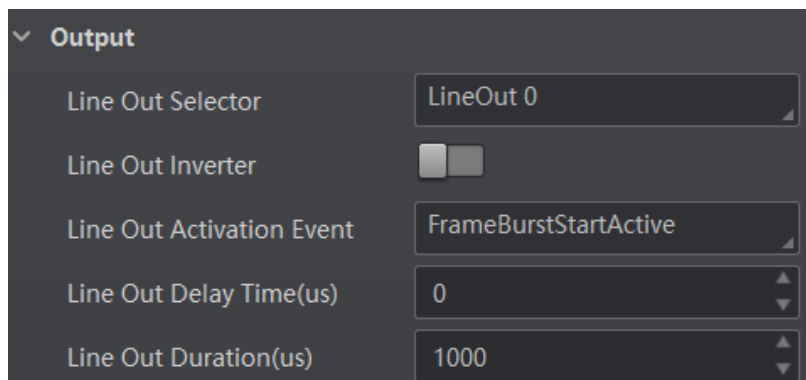 Output
Line Out Selector LineOut 0
Line Out Inverter
Line Out Activation Event FrameBurstStartActive
Line Out Delay Time(us) 0
Line Out Duration(us) 1000